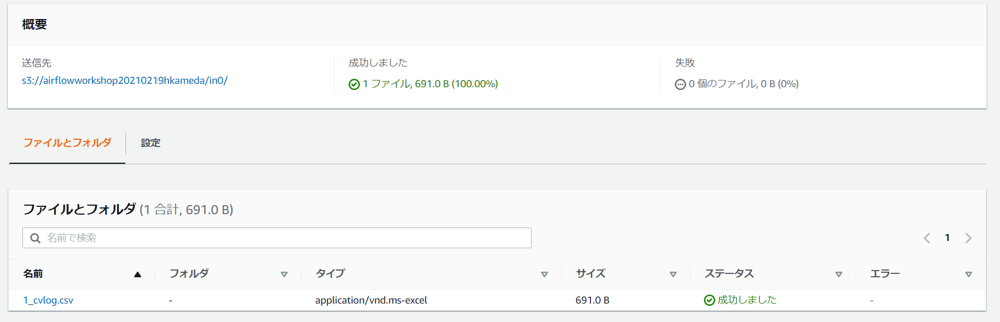 概要
送信先
s3://airflowworkshop20210219hkameda/in0/
成功しました
1 ファイル, 691.0 B (100.00%)
失敗
0 個のファイル, 0 B (0%)
ファイルとフォルダ
設定
ファイルとフォルダ (1 合計, 691.0 B)
名前で検索
1
名前 フォルダ タイプ サイズ ステータス エラー
1_cvlog.csv - application/vnd.ms-excel 691.0 B 成功しました -